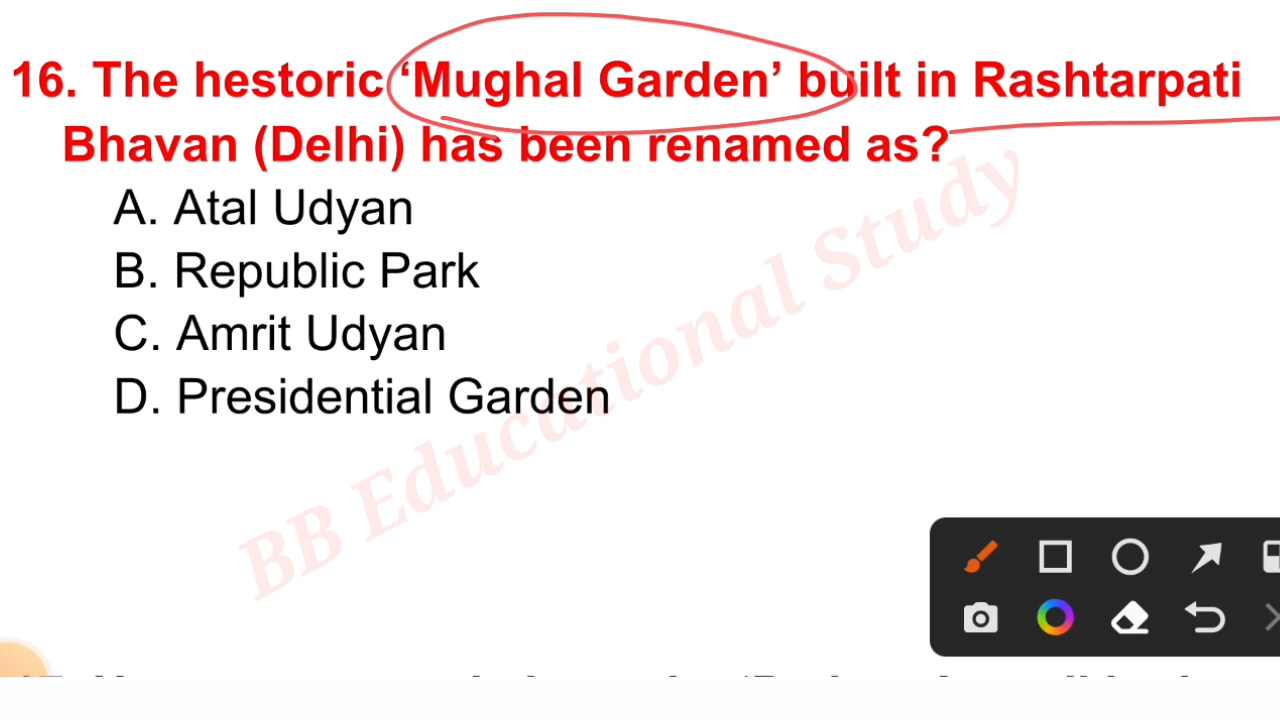 16. The hestoric ‘Mughal Garden’ built in Rashtarpati
Bhavan (Delhi) has been renamed as?
A. Atal Udyan
B. Republic Park
C. Amrit Udyan
D. Presidential Garden
BB Educational Study